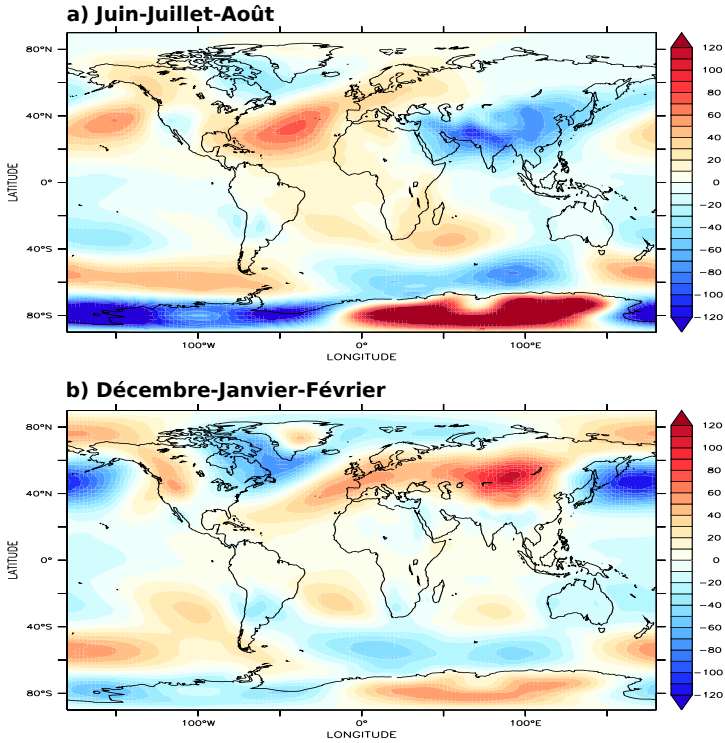 a) Juin-Juillet-Août
80°N
40°N
0°
40°S
80°S
LATITUDE
100°W
0°
100°E
LONGITUDE
120
100
80
60
40
20
0
−20
−40
−60
−80
−100
−120
b) Décembre-Janvier-Février
80°N
40°N
0°
40°S
80°S
LATITUDE
100°W
0°
100°E
LONGITUDE
120
100
80
60
40
20
0
−20
−40
−60
−80
−100
−120